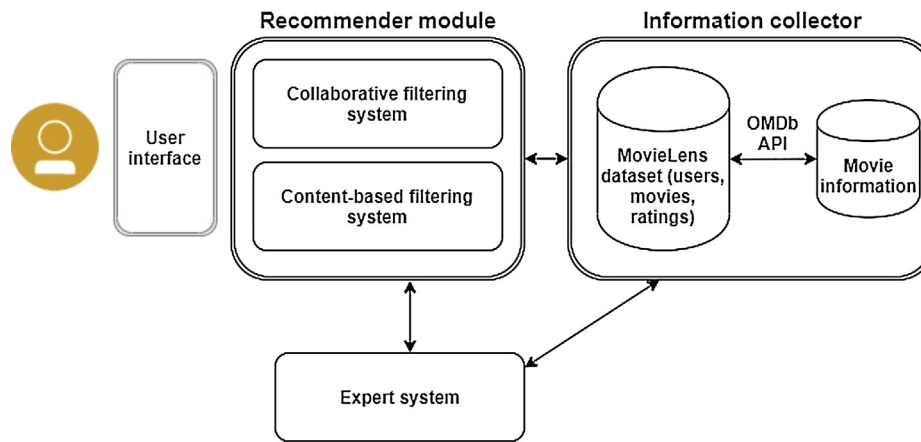 Recommender module
Information collector
User
interface
Collaborative filtering
system
Content-based filtering
system
MovieLens
dataset (users,
movies,
ratings)
OMDb
API
Movie
information
Expert system